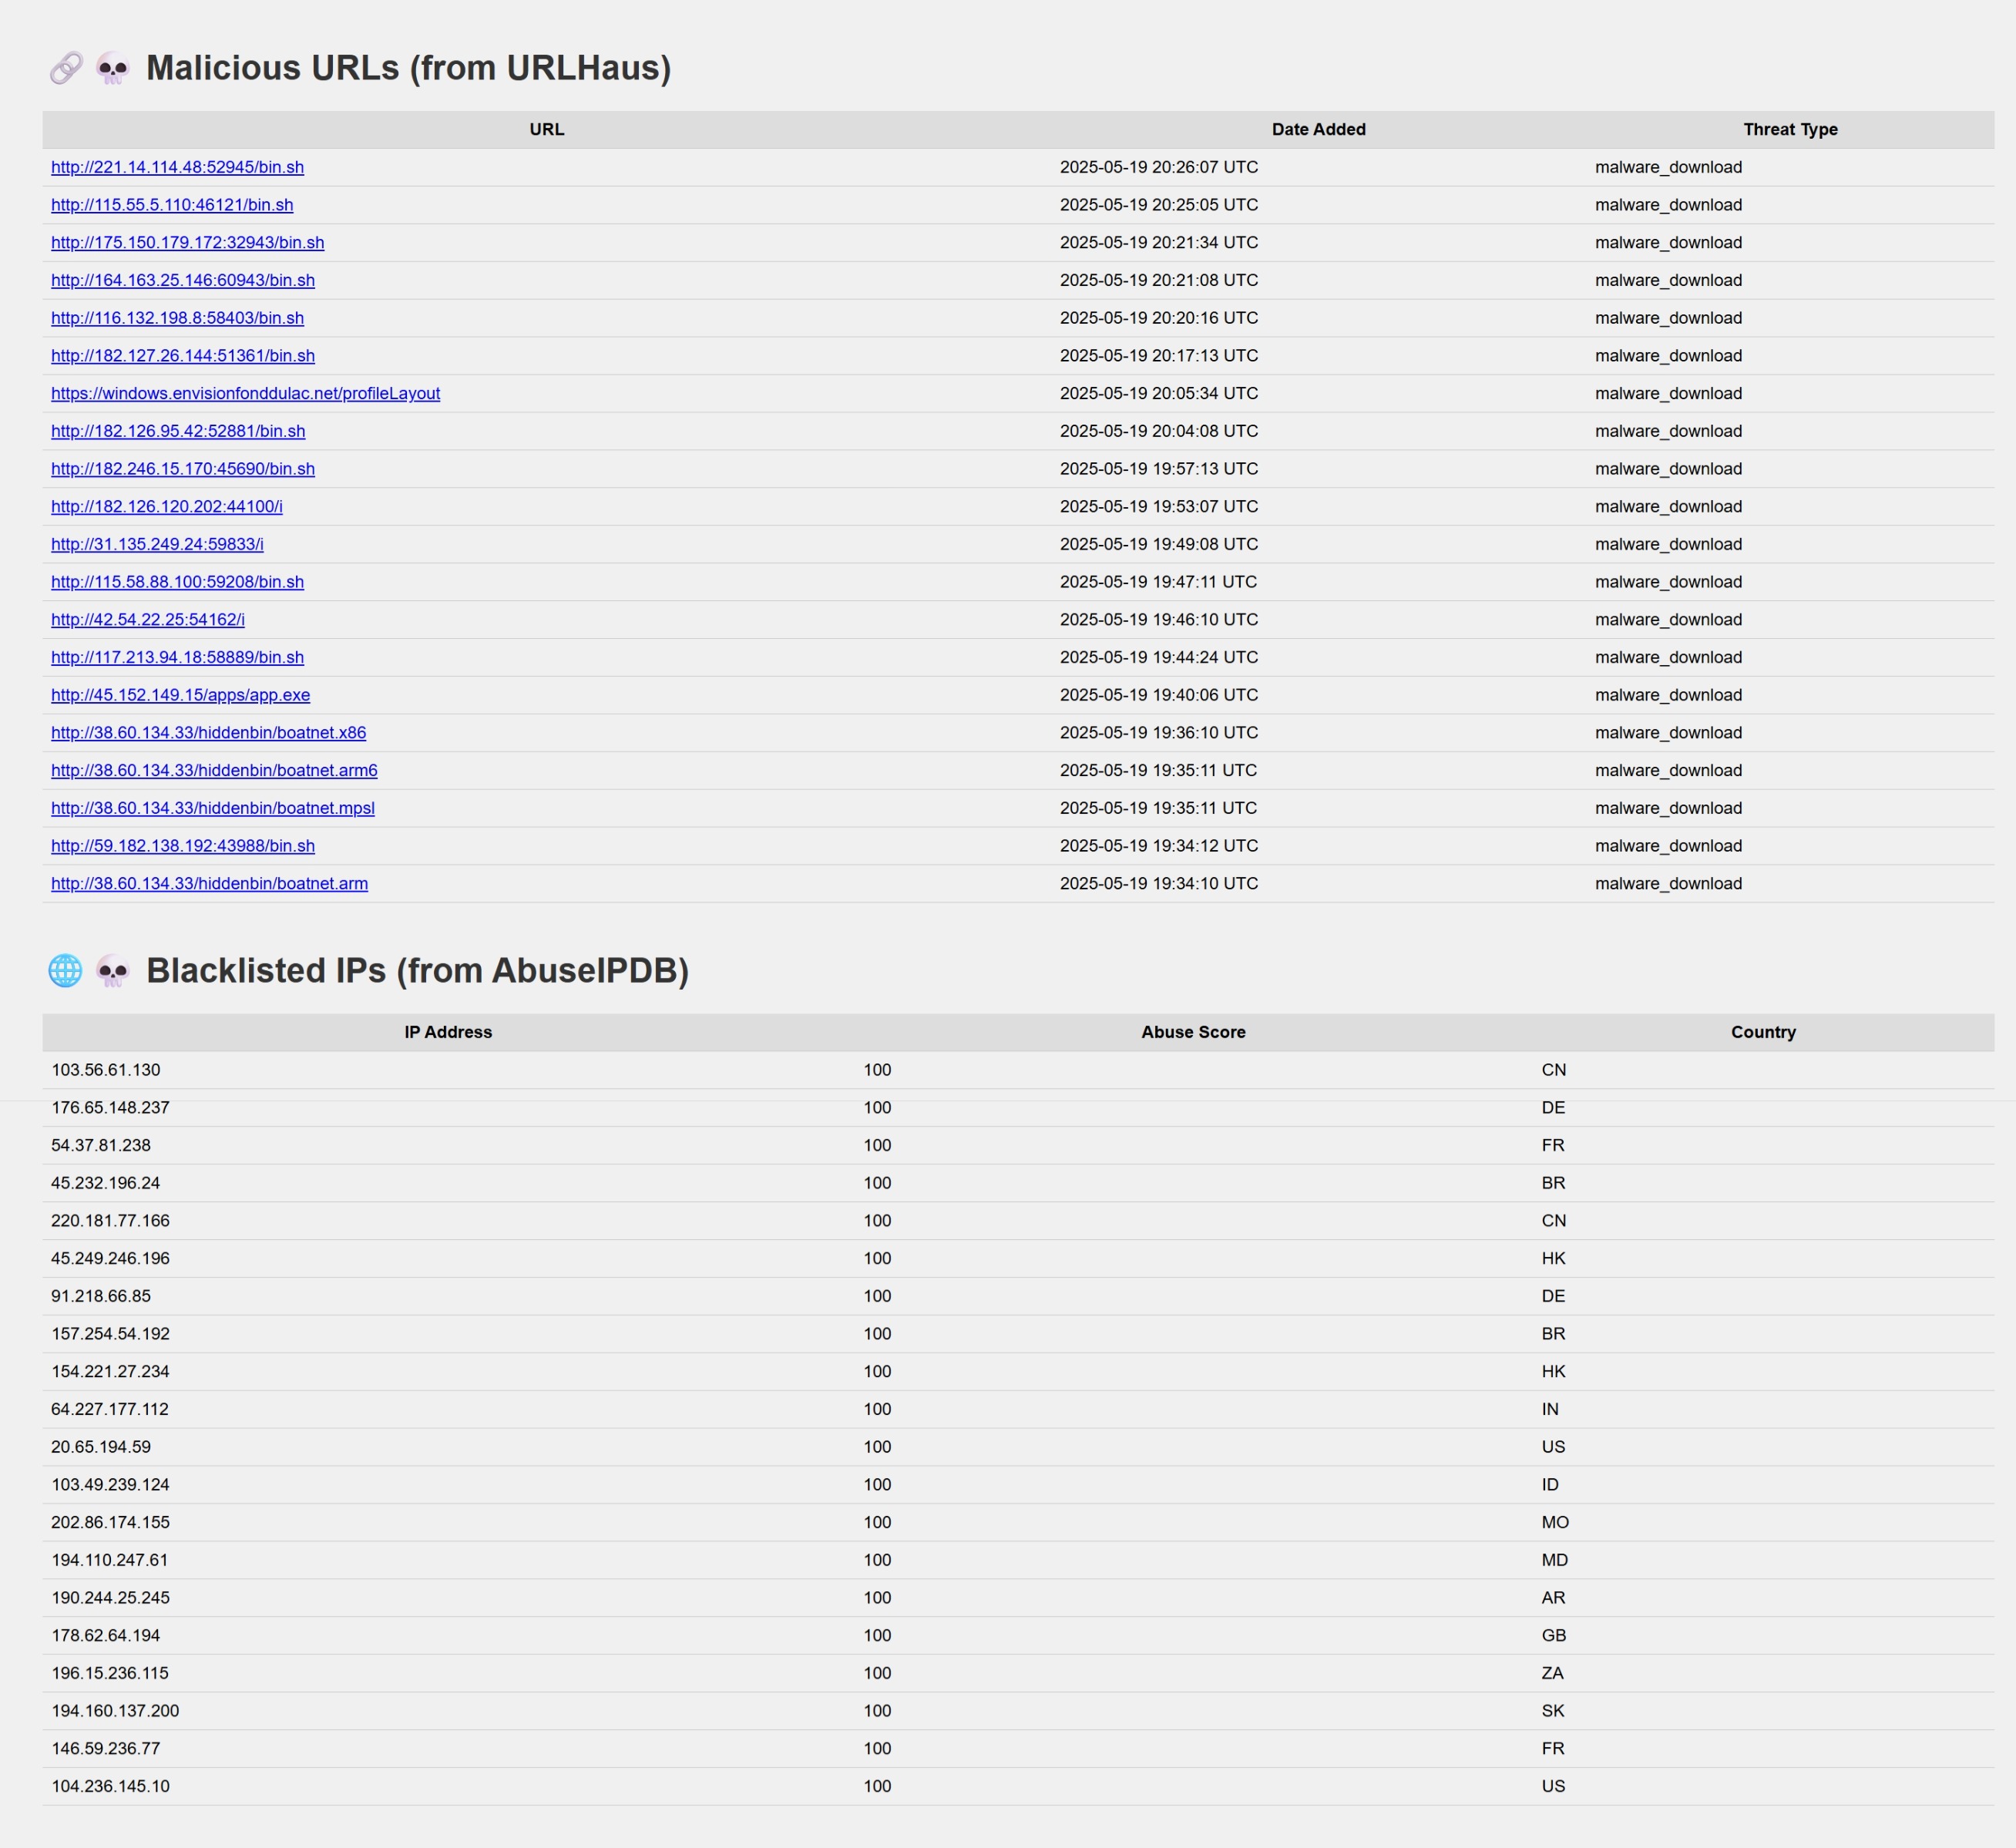 Malicious URLs (from URLHaus)
URL Date Added Threat Type
http://221.14.114.48:52945/bin.sh 2025-05-19 20:26:07 UTC malware_download
http://115.55.5.110:46121/bin.sh 2025-05-19 20:25:05 UTC malware_download
http://175.150.179.172:32943/bin.sh 2025-05-19 20:21:34 UTC malware_download
http://164.163.25.146:60943/bin.sh 2025-05-19 20:21:08 UTC malware_download
http://116.132.198.8:58403/bin.sh 2025-05-19 20:20:16 UTC malware_download
http://182.127.26.144:51361/bin.sh 2025-05-19 20:17:13 UTC malware_download
https://windows.envisionfonddulac.net/profileLayout 2025-05-19 20:05:34 UTC malware_download
http://182.126.95.42:52881/bin.sh 2025-05-19 20:04:08 UTC malware_download
http://182.246.15.170:45690/bin.sh 2025-05-19 19:57:13 UTC malware_download
http://182.126.120.202:44100/i 2025-05-19 19:53:07 UTC malware_download
http://31.135.249.24:59833/i 2025-05-19 19:49:08 UTC malware_download
http://115.58.88.100:59208/bin.sh 2025-05-19 19:47:11 UTC malware_download
http://42.54.22.25:54162/i 2025-05-19 19:46:10 UTC malware_download
http://117.213.94.18:58889/bin.sh 2025-05-19 19:44:24 UTC malware_download
http://45.152.149.15/apps/app.exe 2025-05-19 19:40:06 UTC malware_download
http://38.60.134.33/hiddenbin/boatnet.x86 2025-05-19 19:36:10 UTC malware_download
http://38.60.134.33/hiddenbin/boatnet.arm6 2025-05-19 19:35:11 UTC malware_download
http://38.60.134.33/hiddenbin/boatnet.mpsl 2025-05-19 19:35:11 UTC malware_download
http://59.182.138.192:43988/bin.sh 2025-05-19 19:34:12 UTC malware_download
http://38.60.134.33/hiddenbin/boatnet.arm 2025-05-19 19:34:10 UTC malware_download
Blacklisted IPs (from AbuseIPDB)
IP Address Abuse Score Country
103.56.61.130 100 CN
176.65.148.237 100 DE
54.37.81.238 100 FR
45.232.196.24 100 BR
220.181.77.166 100 CN
45.249.246.196 100 HK
91.218.66.85 100 DE
157.254.54.192 100 BR
154.221.27.234 100 HK
64.227.177.112 100 IN
20.65.194.59 100 US
103.49.239.124 100 ID
202.86.174.155 100 MO
194.110.247.61 100 MD
190.244.25.245 100 AR
178.62.64.194 100 GB
196.15.236.115 100 ZA
194.160.137.200 100 SK
146.59.236.77 100 FR
104.236.145.10 100 US